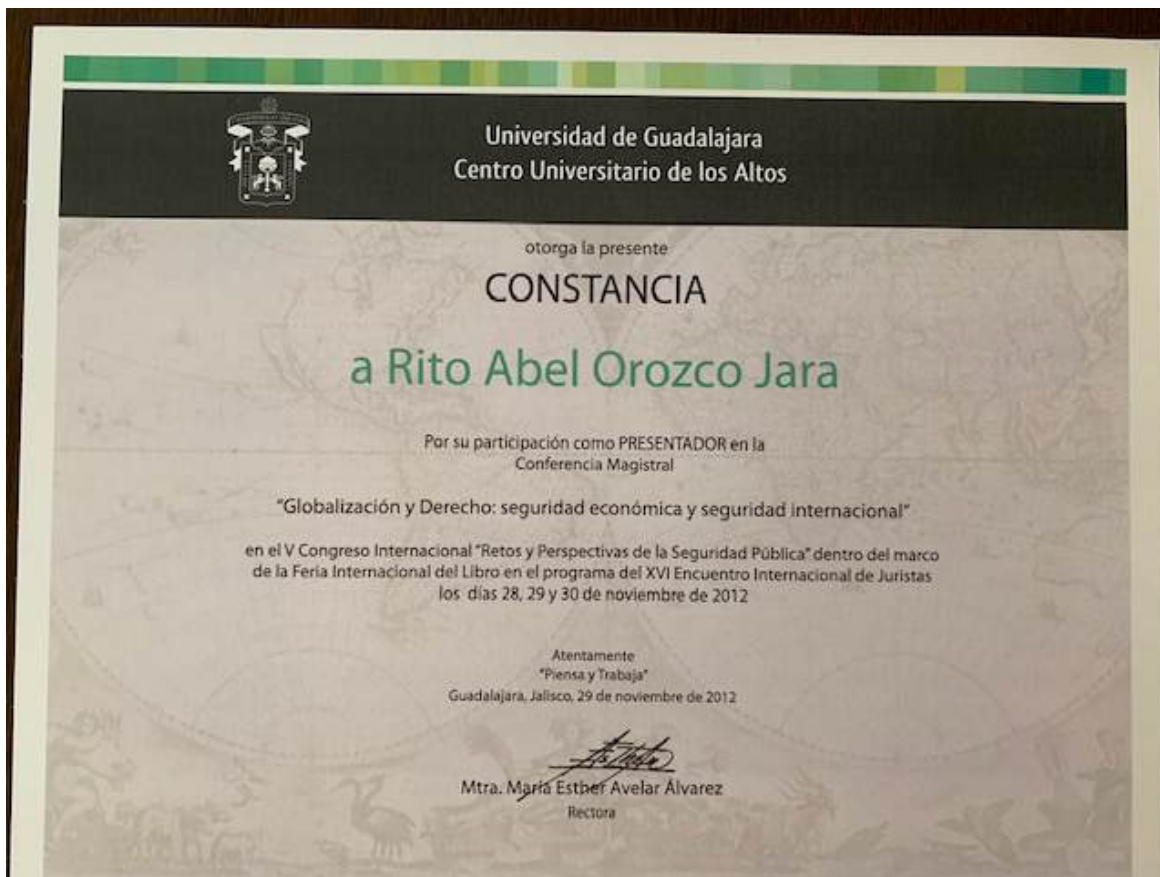 Universidad de Guadalajara
Centro Universitario de los Altos
otorga la presente
CONSTANCIA
a Rito Abel Orozco Jara
Por su participación como PRESENTADOR en la
Conferencia Magistral
"Globalización y Derecho: seguridad económica y seguridad internacional"
en el V Congreso Internacional "Retos y Perspectivas de la Seguridad Pública" dentro del marco
de la Feria Internacional del Libro en el programa del XVI Encuentro Internacional de Juristas
los días 28, 29 y 30 de noviembre de 2012
Atentamente
"Piensa y Trabaja"
Guadalajara, Jalisco, 29 de noviembre de 2012
Mtra. María Esther Avelar Álvarez
Rectora